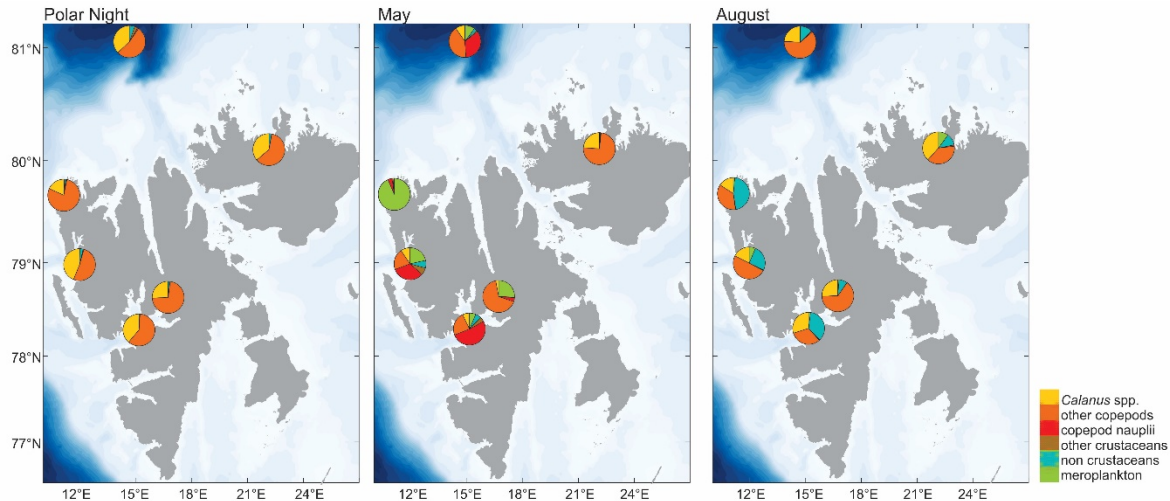 Polar Night
May
August
81°N
80°N
79°N
78°N
77°N
12°E 15°E 18°E 21°E 24°E
12°E 15°E 18°E 21°E 24°E
12°E 15°E 18°E 21°E 24°E
Calanus spp.
other copepods
copepod nauplii
other crustaceans
non crustaceans
meroplankton